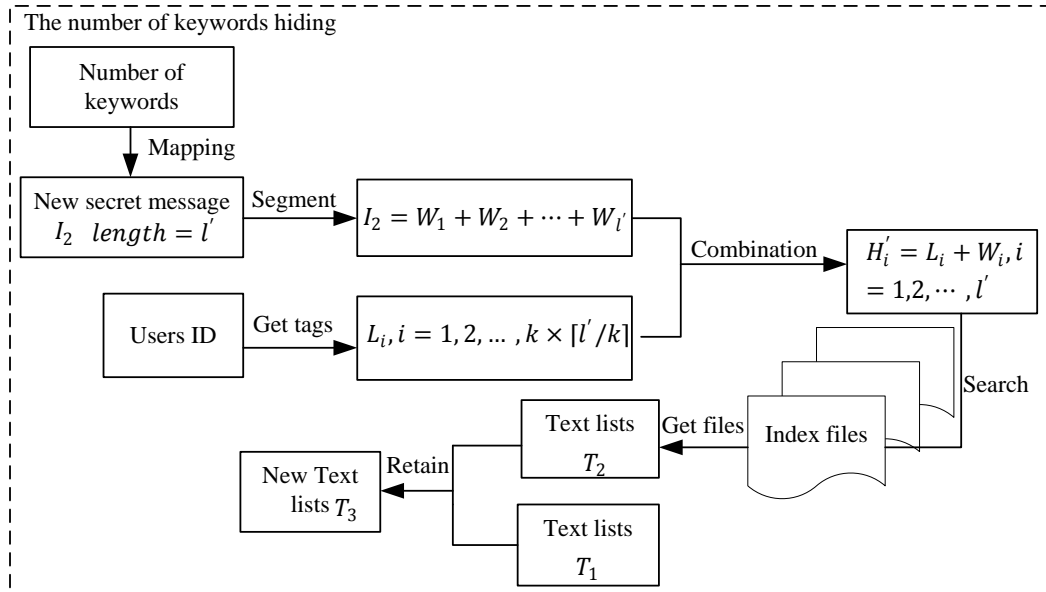 The number of keywords hiding
Number of
keywords
Mapping
New secret message
I₂ length = l′
Segment
I₂ = W₁ + W₂ + ⋯ + Wₗ′
Combination
H′ᵢ = Lᵢ + Wᵢ, i
= 1,2, ⋯ , l′
Users ID
Get tags
Lᵢ, i = 1, 2, … , k × ⌈l′/k⌉
Search
Index files
Get files
Text lists
T₂
Retain
New Text
lists T₃
Text lists
T₁